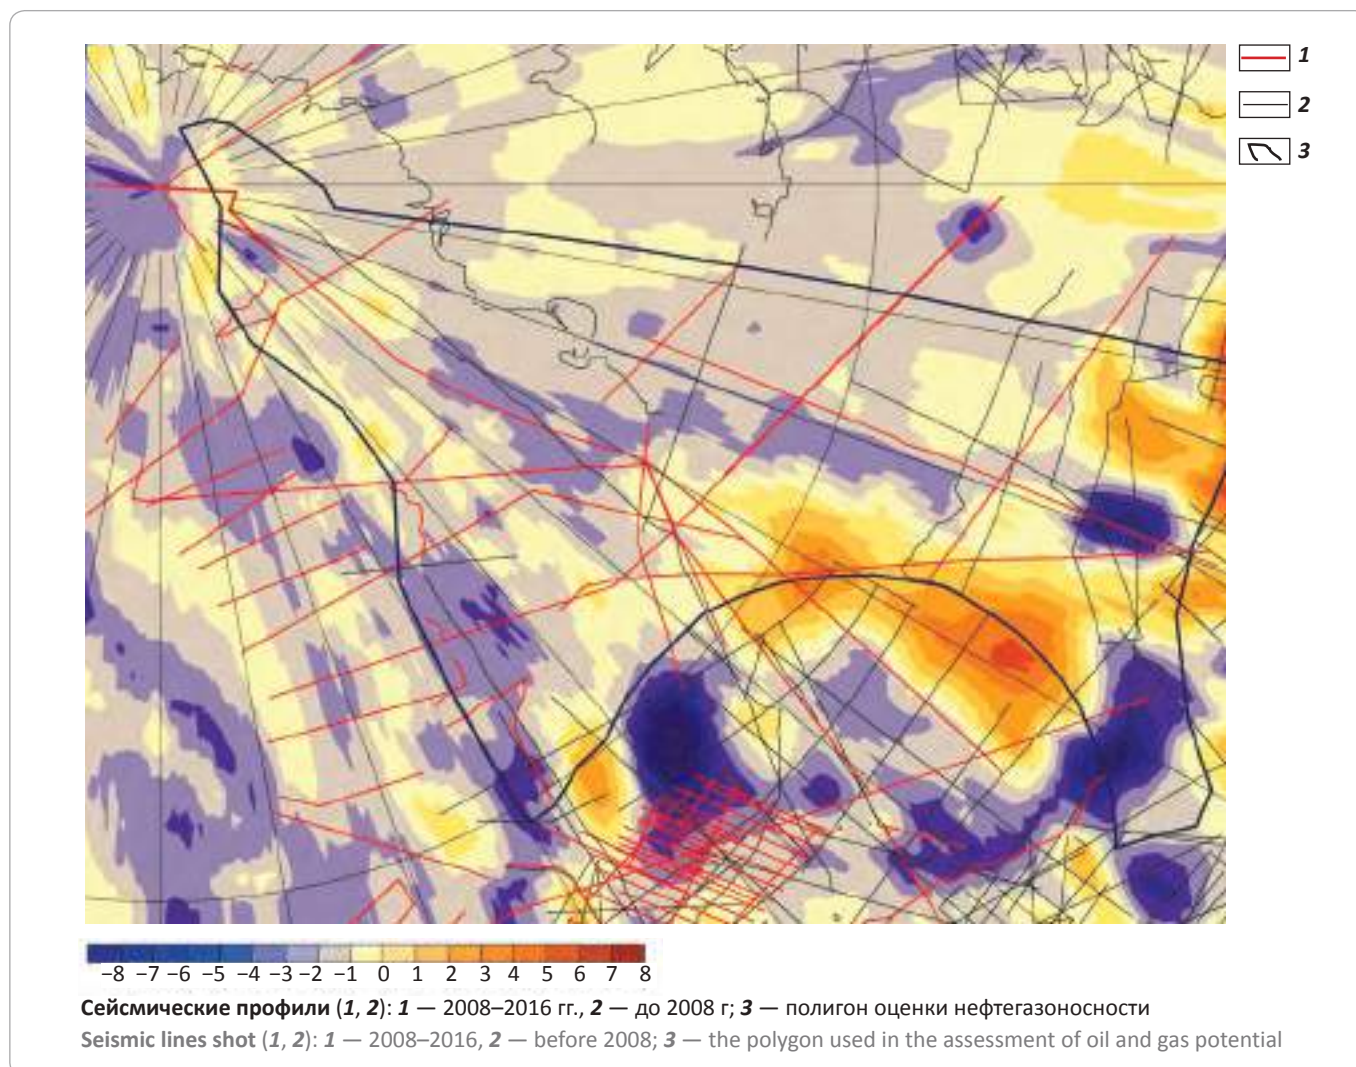 1
2
3
−8 −7 −6 −5 −4 −3 −2 −1 0 1 2 3 4 5 6 7 8
Сейсмические профили (1, 2): 1 — 2008–2016 гг., 2 — до 2008 г; 3 — полигон оценки нефтегазоносности
Seismic lines shot (1, 2): 1 — 2008–2016, 2 — before 2008; 3 — the polygon used in the assessment of oil and gas potential